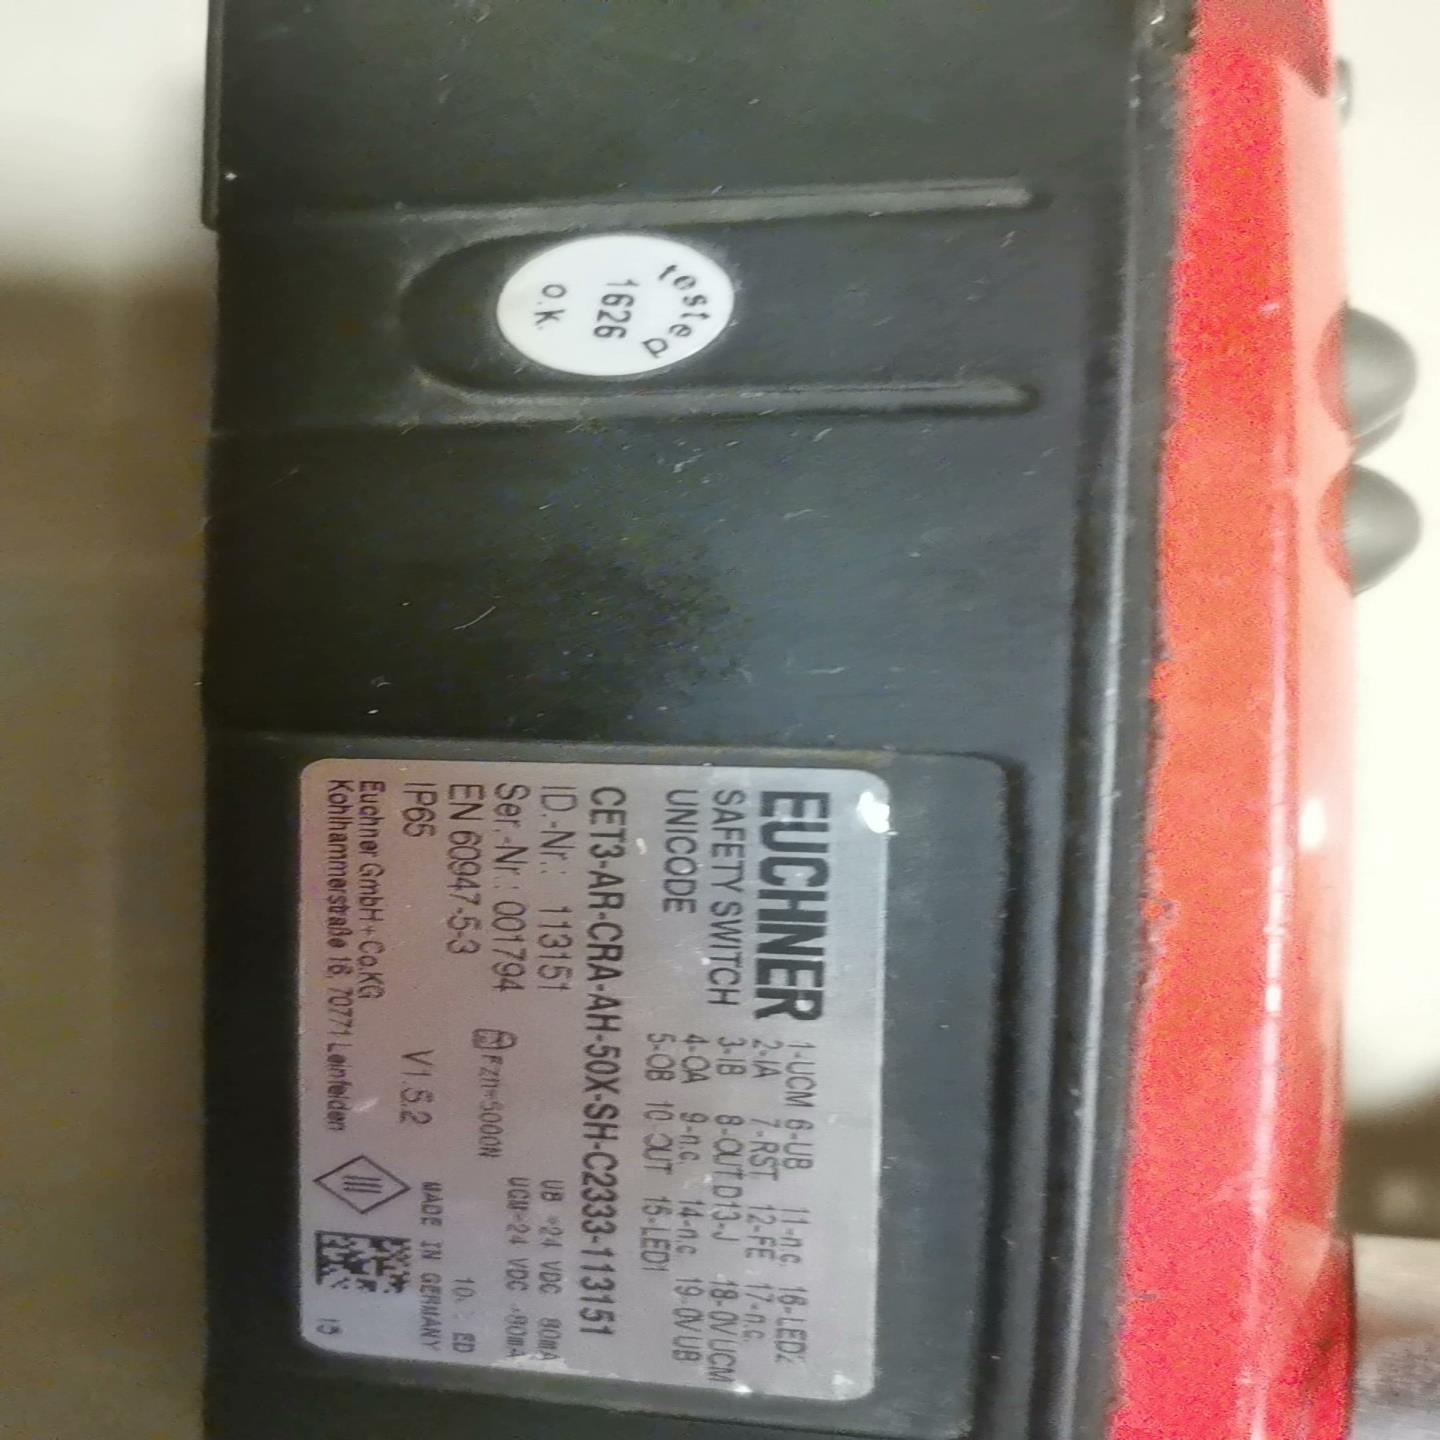 tested
1626
o.k.
EUCHNER
SAFETY SWITCH
UNICODE
1-UCM 6-UB 11-n.c. 16-LED2
2-IA 7-RST 12-FE 17-n.c.
3-IB 8-OUT D 13-J 18-0V UCM
4-OA 9-n.c. 14-n.c. 19-0V UB
5-OB 10-OUT 15-LED1
CET3-AR-CRA-AH-50X-SH-C2333-113151
ID.-Nr.: 113151
UB =24 VDC 80mA
Ser.-Nr.: 001794
Fzh=5000N
UCM=24 VDC
EN 60947-5-3
ED
IP65
MADE IN GERMANY
Euchner GmbH + Co.KG
Kohlhammerstraße 16, 70771 Leinfelden